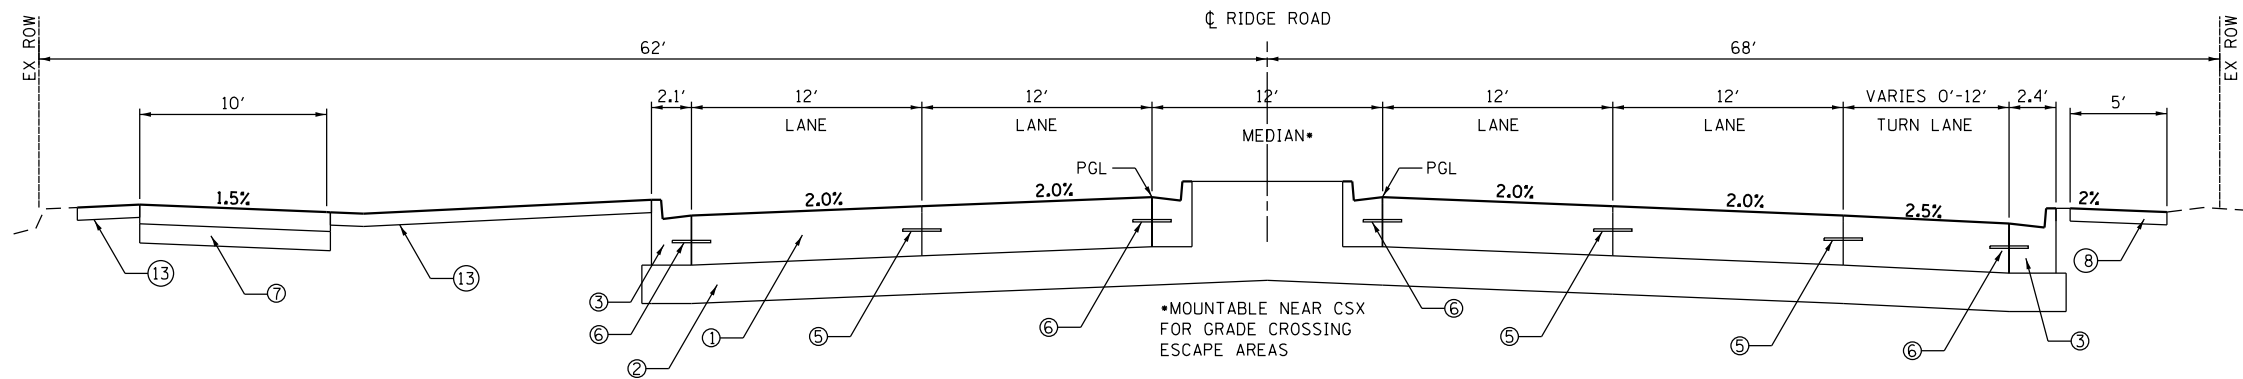 ℄ RIDGE ROAD
EX ROW
62'
68'
EX ROW
10'
2.1'
12'
12'
12'
12'
12'
VARIES 0'-12'
2.4'
5'
LANE
LANE
MEDIAN*
LANE
LANE
TURN LANE
PGL
PGL
1.5%
2.0%
2.0%
2.0%
2.0%
2.5%
2%
13
7
13
3
6
1
2
5
6
6
5
5
6
3
8
*MOUNTABLE NEAR CSX
FOR GRADE CROSSING
ESCAPE AREAS